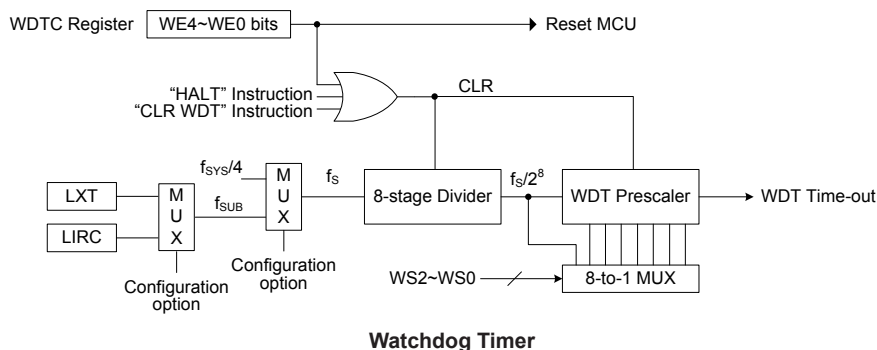 WDTC Register
WE4~WE0 bits
Reset MCU
“HALT” Instruction
“CLR WDT” Instruction
CLR
LXT
LIRC
M
U
X
Configuration
option
fSUB
fSYS/4
M
U
X
Configuration
option
fS
8-stage Divider
fS/2⁸
WDT Prescaler
WDT Time-out
WS2~WS0
8-to-1 MUX
Watchdog Timer